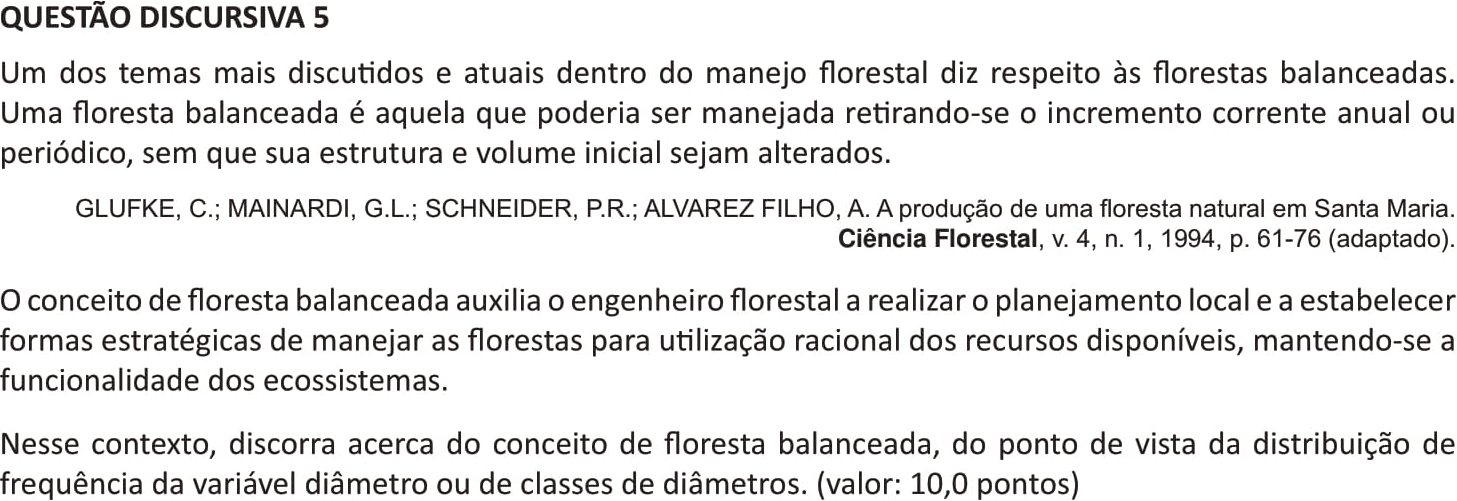 QUESTÃO DISCURSIVA 5
Um dos temas mais discutidos e atuais dentro do manejo florestal diz respeito às florestas balanceadas.
Uma floresta balanceada é aquela que poderia ser manejada retirando-se o incremento corrente anual ou
periódico, sem que sua estrutura e volume inicial sejam alterados.
GLUFKE, C.; MAINARDI, G.L.; SCHNEIDER, P.R.; ALVAREZ FILHO, A. A produção de uma floresta natural em Santa Maria.
Ciência Florestal, v. 4, n. 1, 1994, p. 61-76 (adaptado).
O conceito de floresta balanceada auxilia o engenheiro florestal a realizar o planejamento local e a estabelecer
formas estratégicas de manejar as florestas para utilização racional dos recursos disponíveis, mantendo-se a
funcionalidade dos ecossistemas.
Nesse contexto, discorra acerca do conceito de floresta balanceada, do ponto de vista da distribuição de
frequência da variável diâmetro ou de classes de diâmetros. (valor: 10,0 pontos)